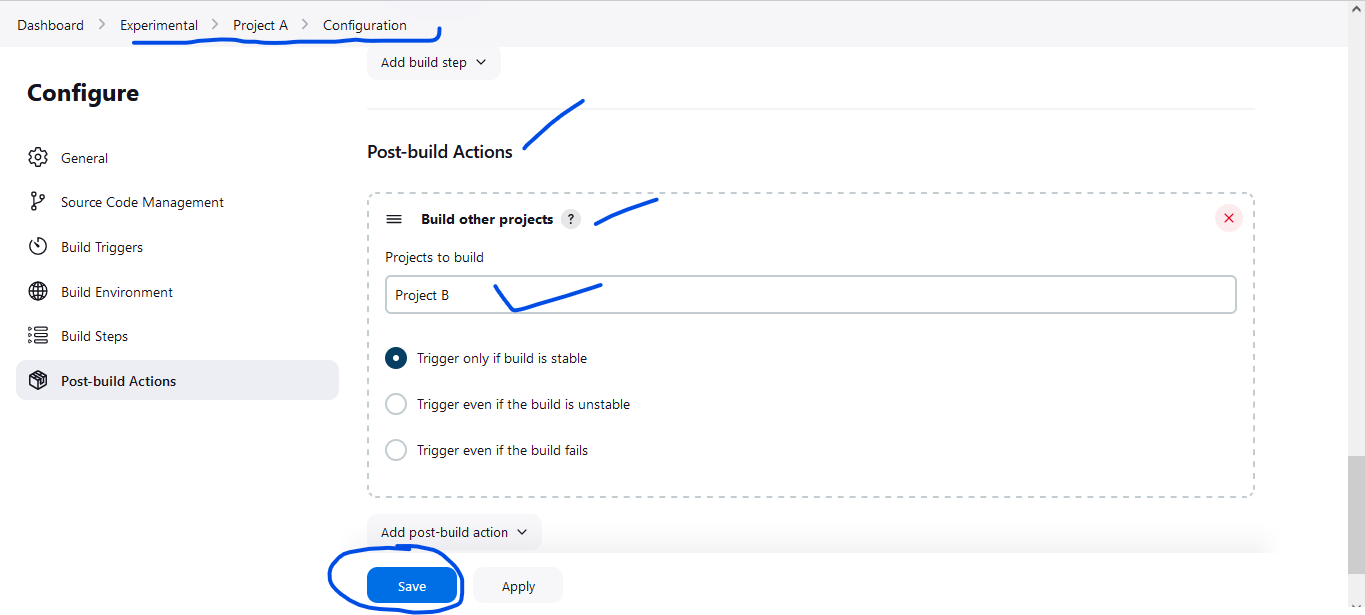 Dashboard > Experimental > Project A > Configuration
Add build step
Configure
General
Source Code Management
Build Triggers
Build Environment
Build Steps
Post-build Actions
Post-build Actions
Build other projects ?
Projects to build
Project B
Trigger only if build is stable
Trigger even if the build is unstable
Trigger even if the build fails
Add post-build action
Save Apply